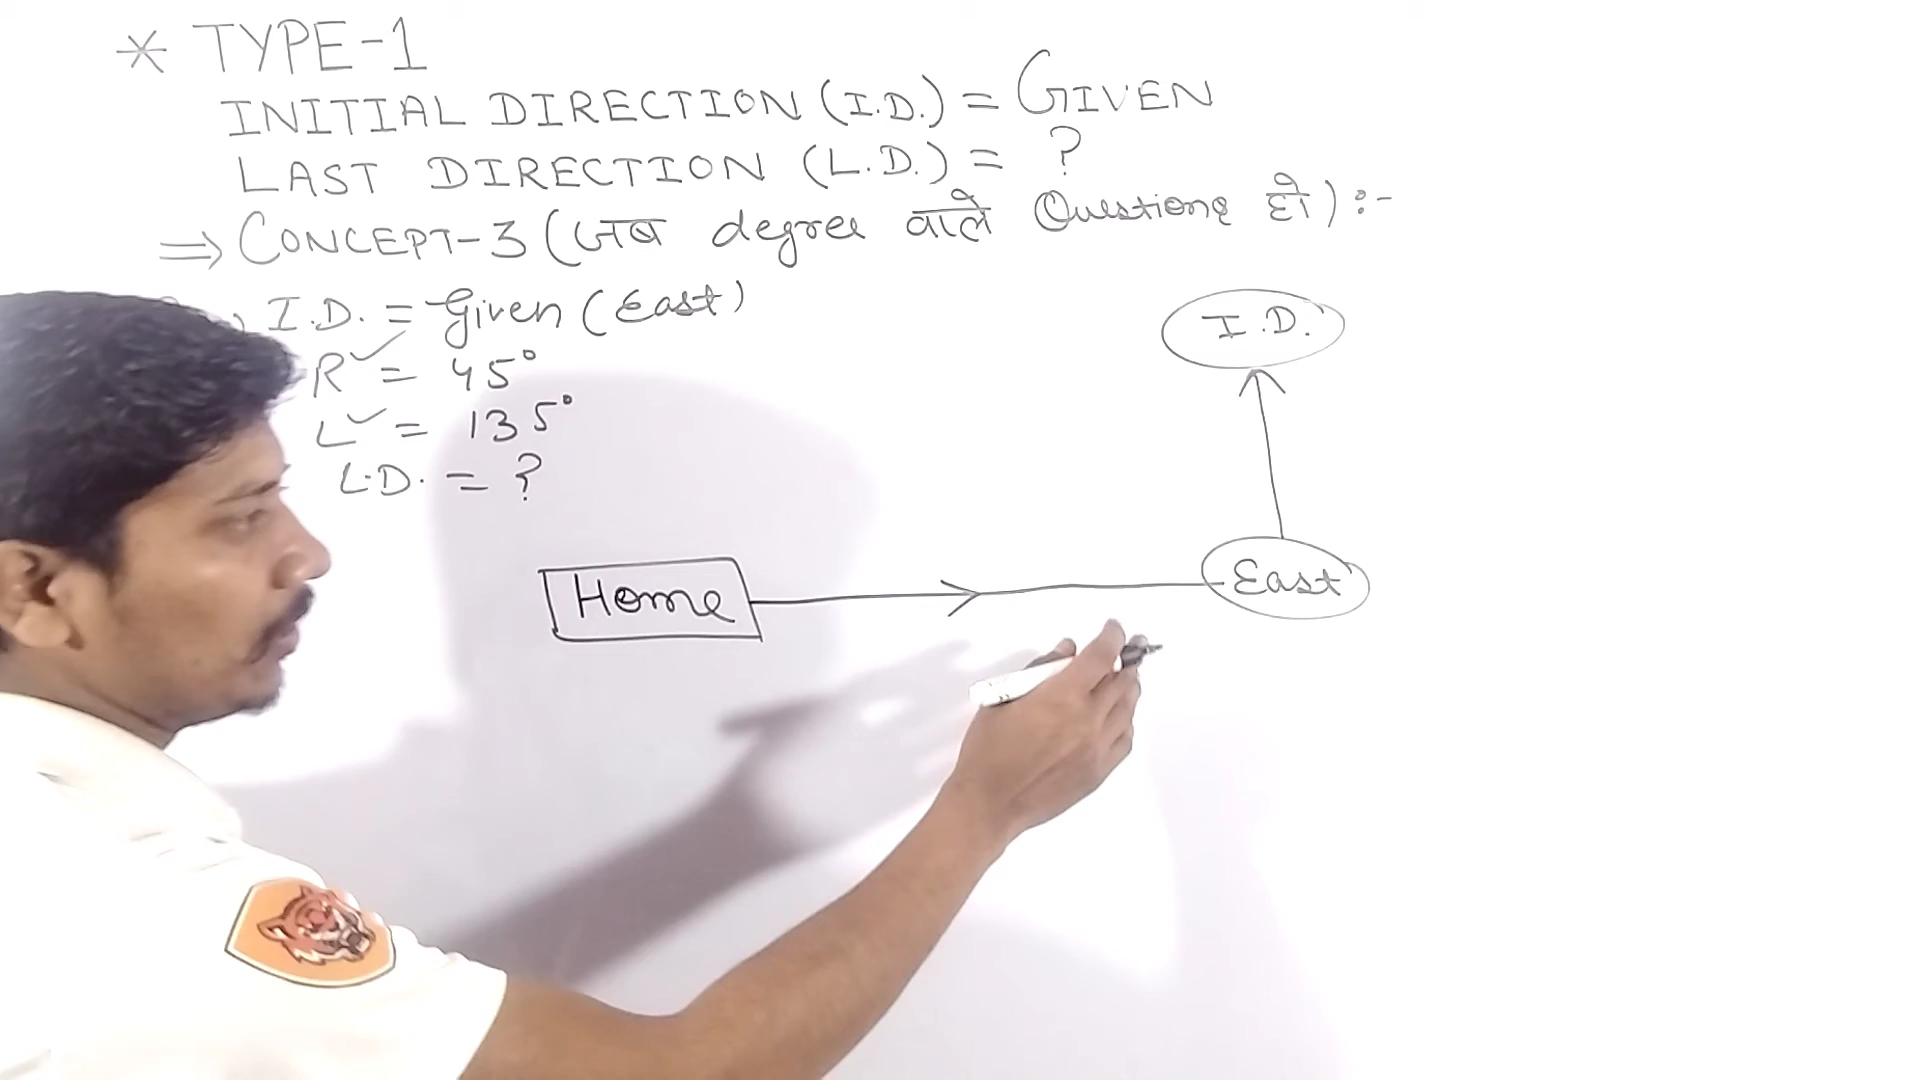 * TYPE-1
INITIAL DIRECTION (I.D.) = GIVEN
LAST DIRECTION (L.D.) = ?
⇒ CONCEPT-3 (जब degree वाले Questions हो) :-
I.D. = Given (East)
R ✓ = 45°
L ✓ = 135°
L.D. = ?
I.D.
Home
East